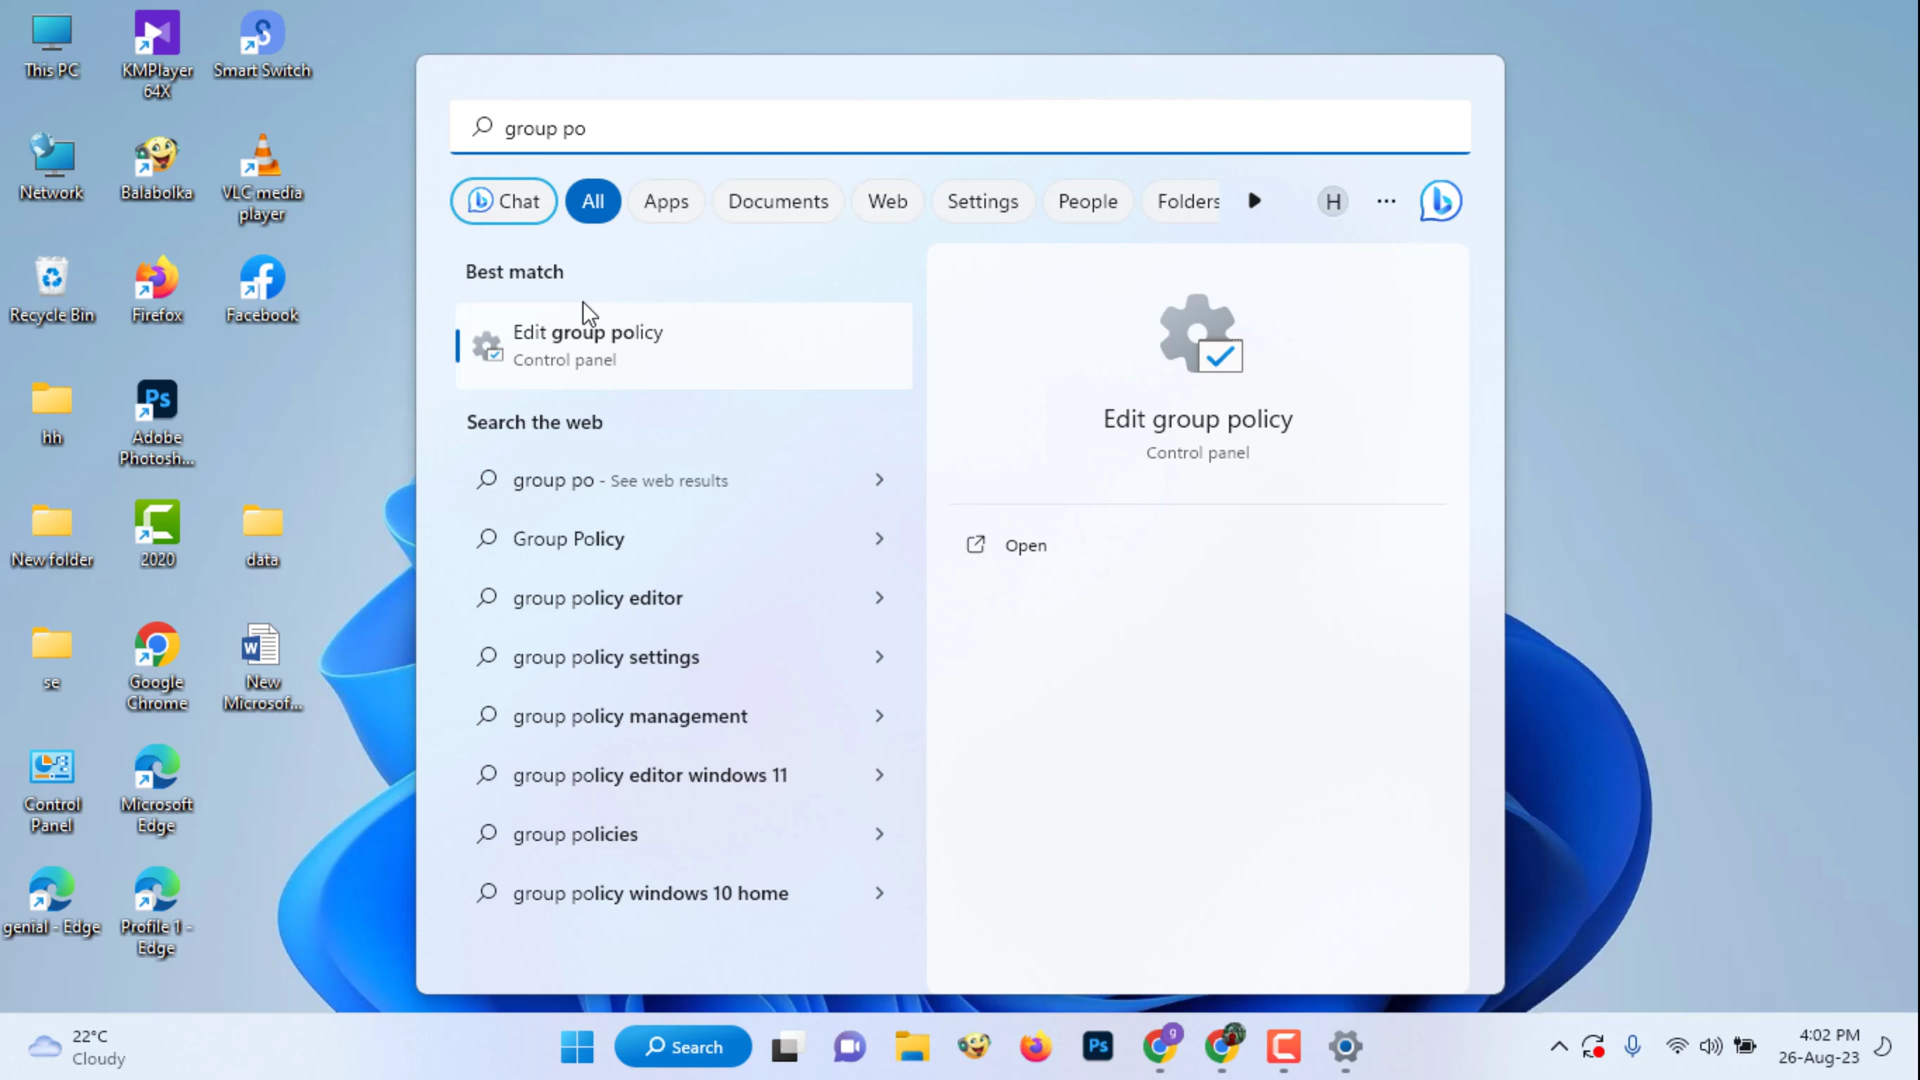 This PC
KMPlayer
64X
Smart Switch
Network
Balabolka
VLC media
player
Recycle Bin
Firefox
Facebook
hh
Adobe
Photosh...
New folder
2020
data
se
Google
Chrome
New
Microsof...
Control
Panel
Microsoft
Edge
genial - Edge
Profile 1 -
Edge
group po
Chat
All
Apps
Documents
Web
Settings
People
Folders
H
Best match
Edit group policy
Control panel
Search the web
group po - See web results
Group Policy
group policy editor
group policy settings
group policy management
group policy editor windows 11
group policies
group policy windows 10 home
Edit group policy
Control panel
Open
22°C
Cloudy
Search
Ps
g
4:02 PM
26-Aug-23